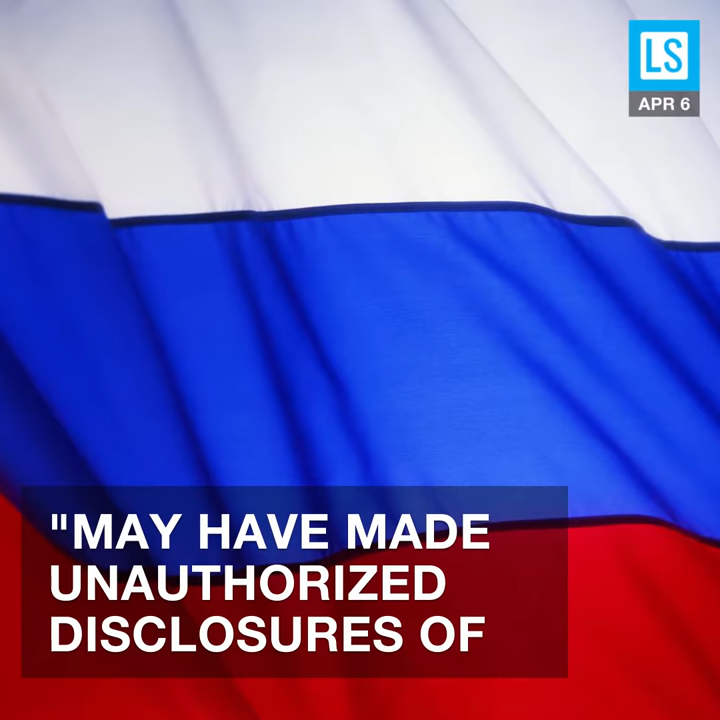 LS
APR 6
"MAY HAVE MADE
UNAUTHORIZED
DISCLOSURES OF